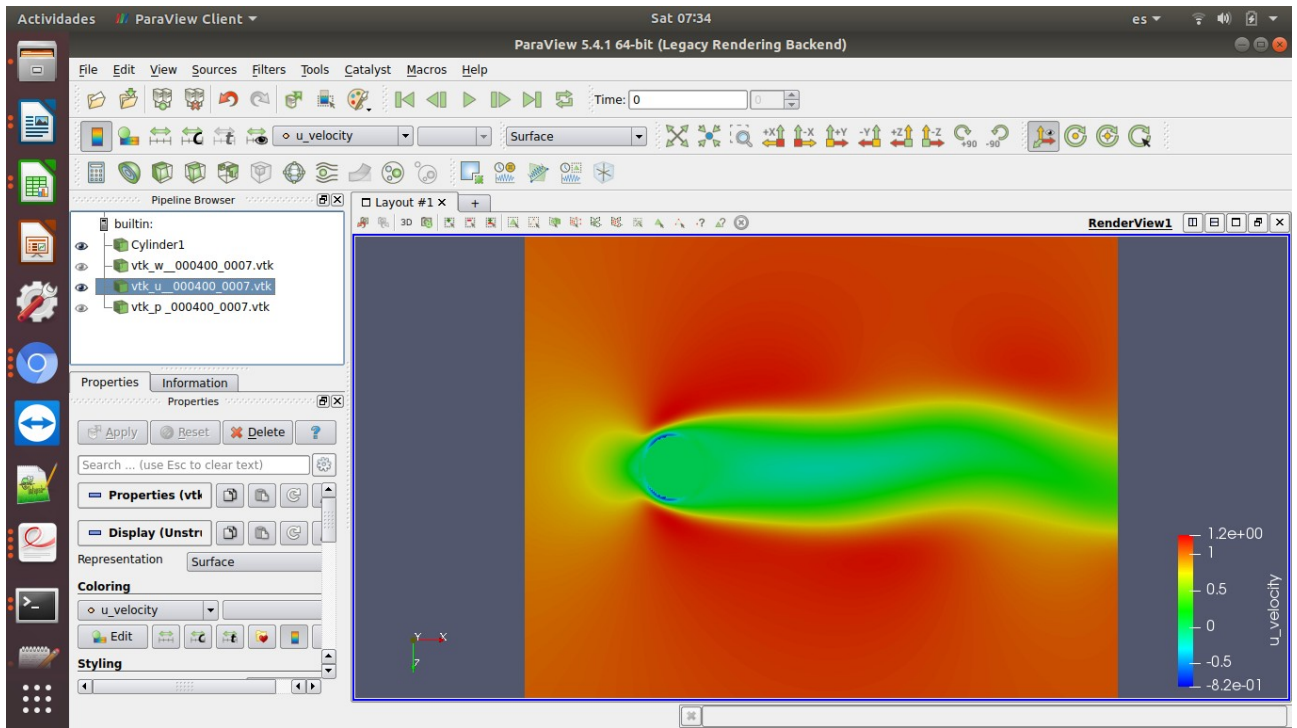 Actividades ParaView Client Sat 07:34 es
ParaView 5.4.1 64-bit (Legacy Rendering Backend)
File Edit View Sources Filters Tools Catalyst Macros Help
Time: 0 0
u_velocity Surface +X -X +Y -Y +Z -Z +90 -90
Pipeline Browser
Layout #1 +
3D
RenderView1
builtin:
Cylinder1
vtk_w__000400_0007.vtk
vtk_u__000400_0007.vtk
vtk_p _000400_0007.vtk
Properties Information
Properties
Apply Reset Delete ?
Search ... (use Esc to clear text)
Properties (vtk
Display (Unstru
Representation Surface
Coloring
u_velocity
Edit
Styling
Y X
Z
1.2e+00
1
0.5
0
-0.5
-8.2e-01
u_velocity